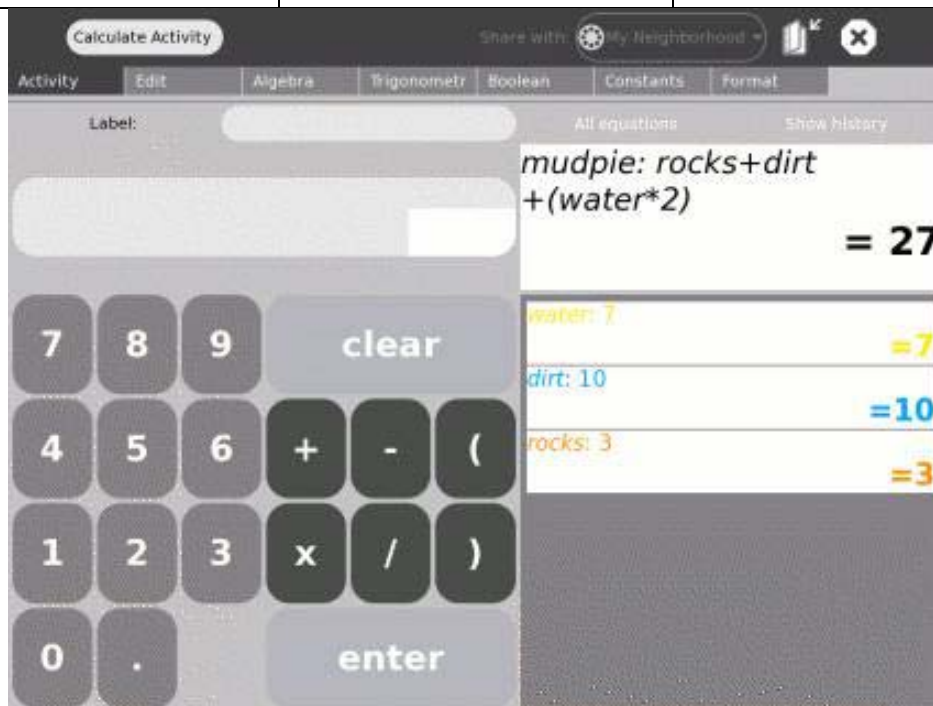 Calculate Activity
Share with: My Neighborhood
Activity Edit Algebra Trigonometr Boolean Constants Format
Label:
All equations Show history
mudpie: rocks+dirt
+(water*2)
= 27
water: 7
=7
dirt: 10
=10
rocks: 3
=3
7 8 9 clear
4 5 6 + - (
1 2 3 x / )
0 . enter